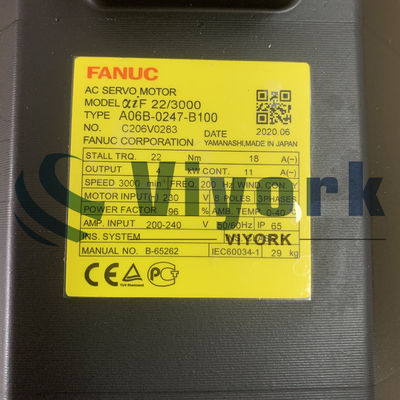 FANUC
AC SERVO MOTOR
MODEL αiF 22/3000
TYPE A06B-0247-B100
NO. C206V0283 DATE 2020.06
FANUC CORPORATION YAMANASHI, MADE IN JAPAN
STALL TRQ. 22 Nm 18 A(~)
OUTPUT kW CONT. 11 A(~)
SPEED 3000 min FREQ. 200 Hz WIND. CON. Y
MOTOR INPUT(~) 230 V 8 POLES 3PHASES
POWER FACTOR 96 % AMB. TEMP. 0-40
AMP. INPUT 200-240 V 50/60Hz IP 65
INS. SYSTEM
VIYORK
MANUAL NO. B-65262 IEC60034-1 29 kg
CE
Viyork